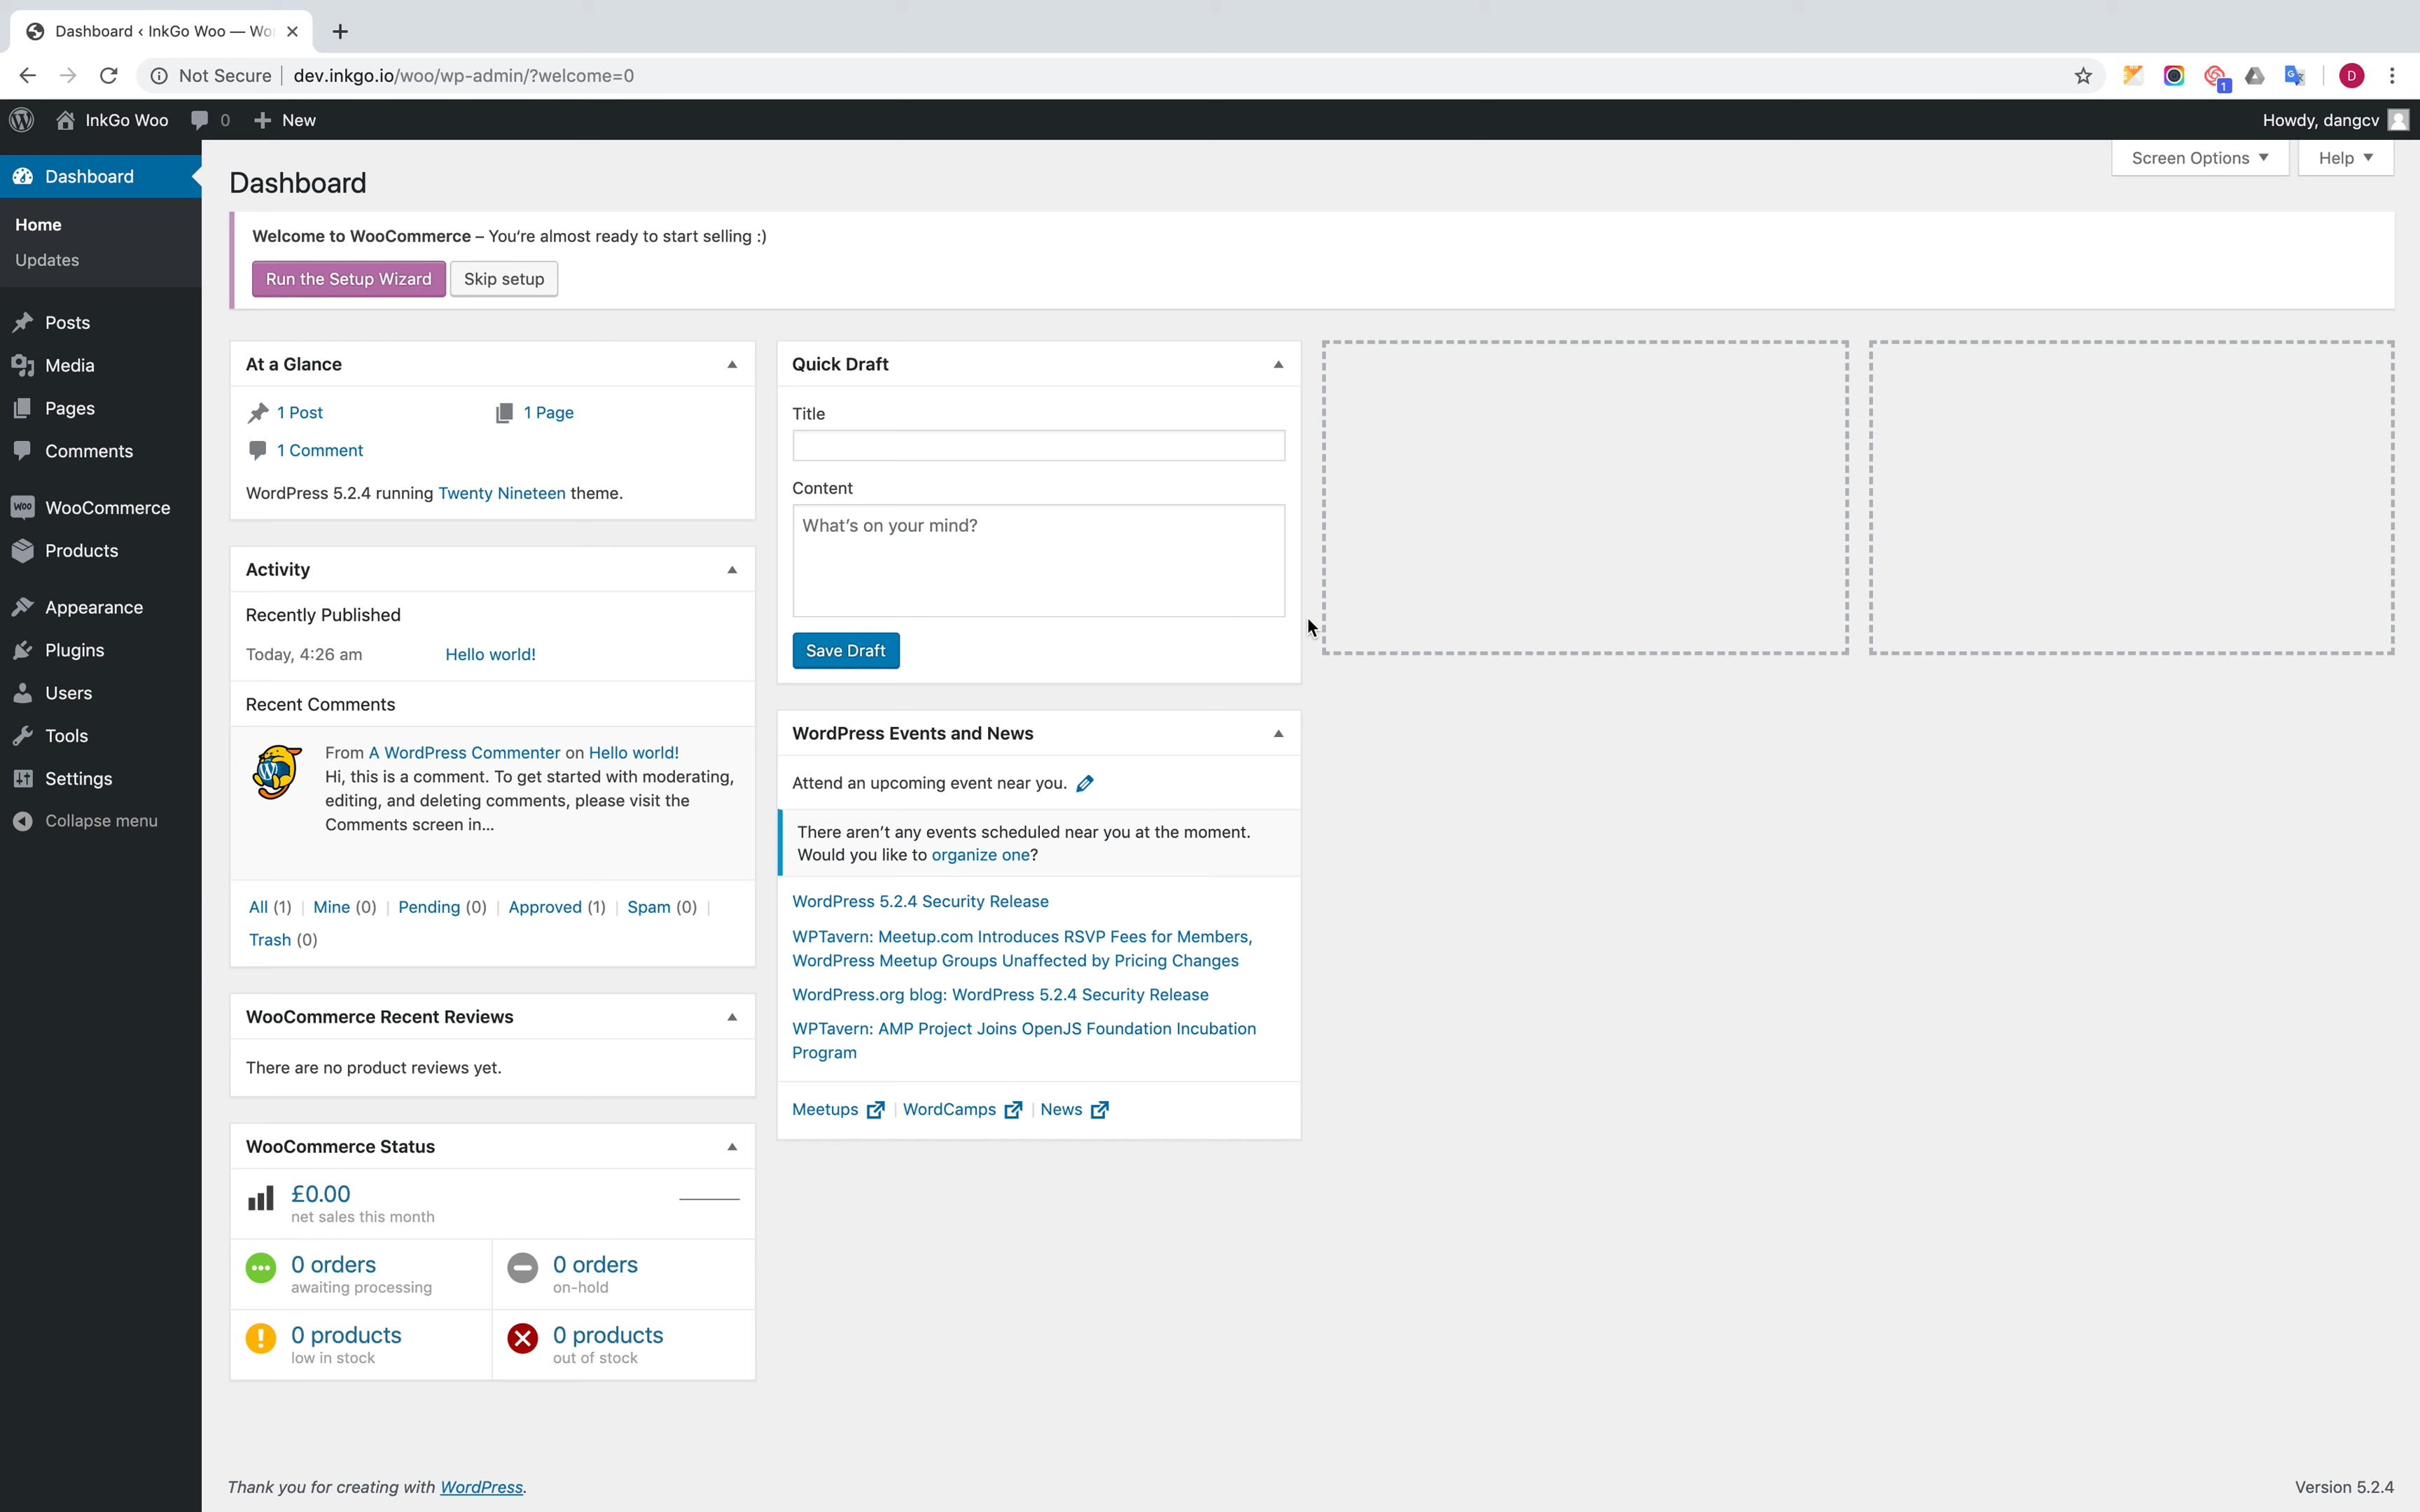 Dashboard ‹ InkGo Woo — Wo
Not Secure dev.inkgo.io/woo/wp-admin/?welcome=0
1
D
InkGo Woo 0 New
Howdy, dangcv
Screen Options
Help
Dashboard
Home
Updates
Posts
Media
Pages
Comments
Woo WooCommerce
Products
Appearance
Plugins
Users
Tools
Settings
Collapse menu
Dashboard
Welcome to WooCommerce – You're almost ready to start selling :)
Run the Setup Wizard
Skip setup
At a Glance
1 Post
1 Page
1 Comment
WordPress 5.2.4 running Twenty Nineteen theme.
Activity
Recently Published
Today, 4:26 am Hello world!
Recent Comments
From A WordPress Commenter on Hello world!
Hi, this is a comment. To get started with moderating,
editing, and deleting comments, please visit the
Comments screen in…
All (1) | Mine (0) | Pending (0) | Approved (1) | Spam (0) |
Trash (0)
WooCommerce Recent Reviews
There are no product reviews yet.
WooCommerce Status
£0.00
net sales this month
0 orders
awaiting processing
0 orders
on-hold
0 products
low in stock
0 products
out of stock
Quick Draft
Title
Content
What's on your mind?
Save Draft
WordPress Events and News
Attend an upcoming event near you.
There aren't any events scheduled near you at the moment.
Would you like to organize one?
WordPress 5.2.4 Security Release
WPTavern: Meetup.com Introduces RSVP Fees for Members,
WordPress Meetup Groups Unaffected by Pricing Changes
WordPress.org blog: WordPress 5.2.4 Security Release
WPTavern: AMP Project Joins OpenJS Foundation Incubation
Program
Meetups | WordCamps | News
Thank you for creating with WordPress.
Version 5.2.4